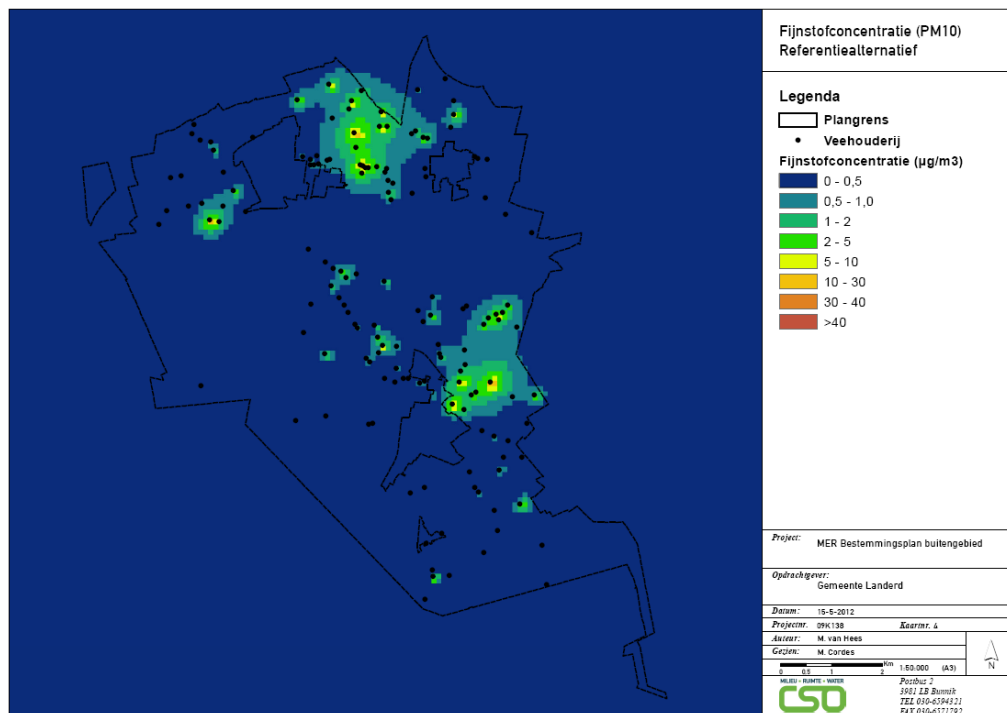 Fijnstofconcentratie (PM10)
Referentiealternatief
Legenda
Plangrens
Veehouderij
Fijnstofconcentratie (µg/m3)
0 - 0,5
0,5 - 1,0
1 - 2
2 - 5
5 - 10
10 - 30
30 - 40
>40
Project: MER Bestemmingsplan buitengebied
Opdrachtgever:
Gemeente Landerd
Datum: 15-5-2012
Projectnr. 09K138 Kaartnr. 4
Auteur: M. van Hees
Gezien: M. Cordes
Km 1:50:000 (A3)
0 0.5 1 2
N
MILIEU - RUIMTE - WATER
CSO
Postbus 2
3981 LB Bunnik
TEL 030-6594321
FAX 030-6571792